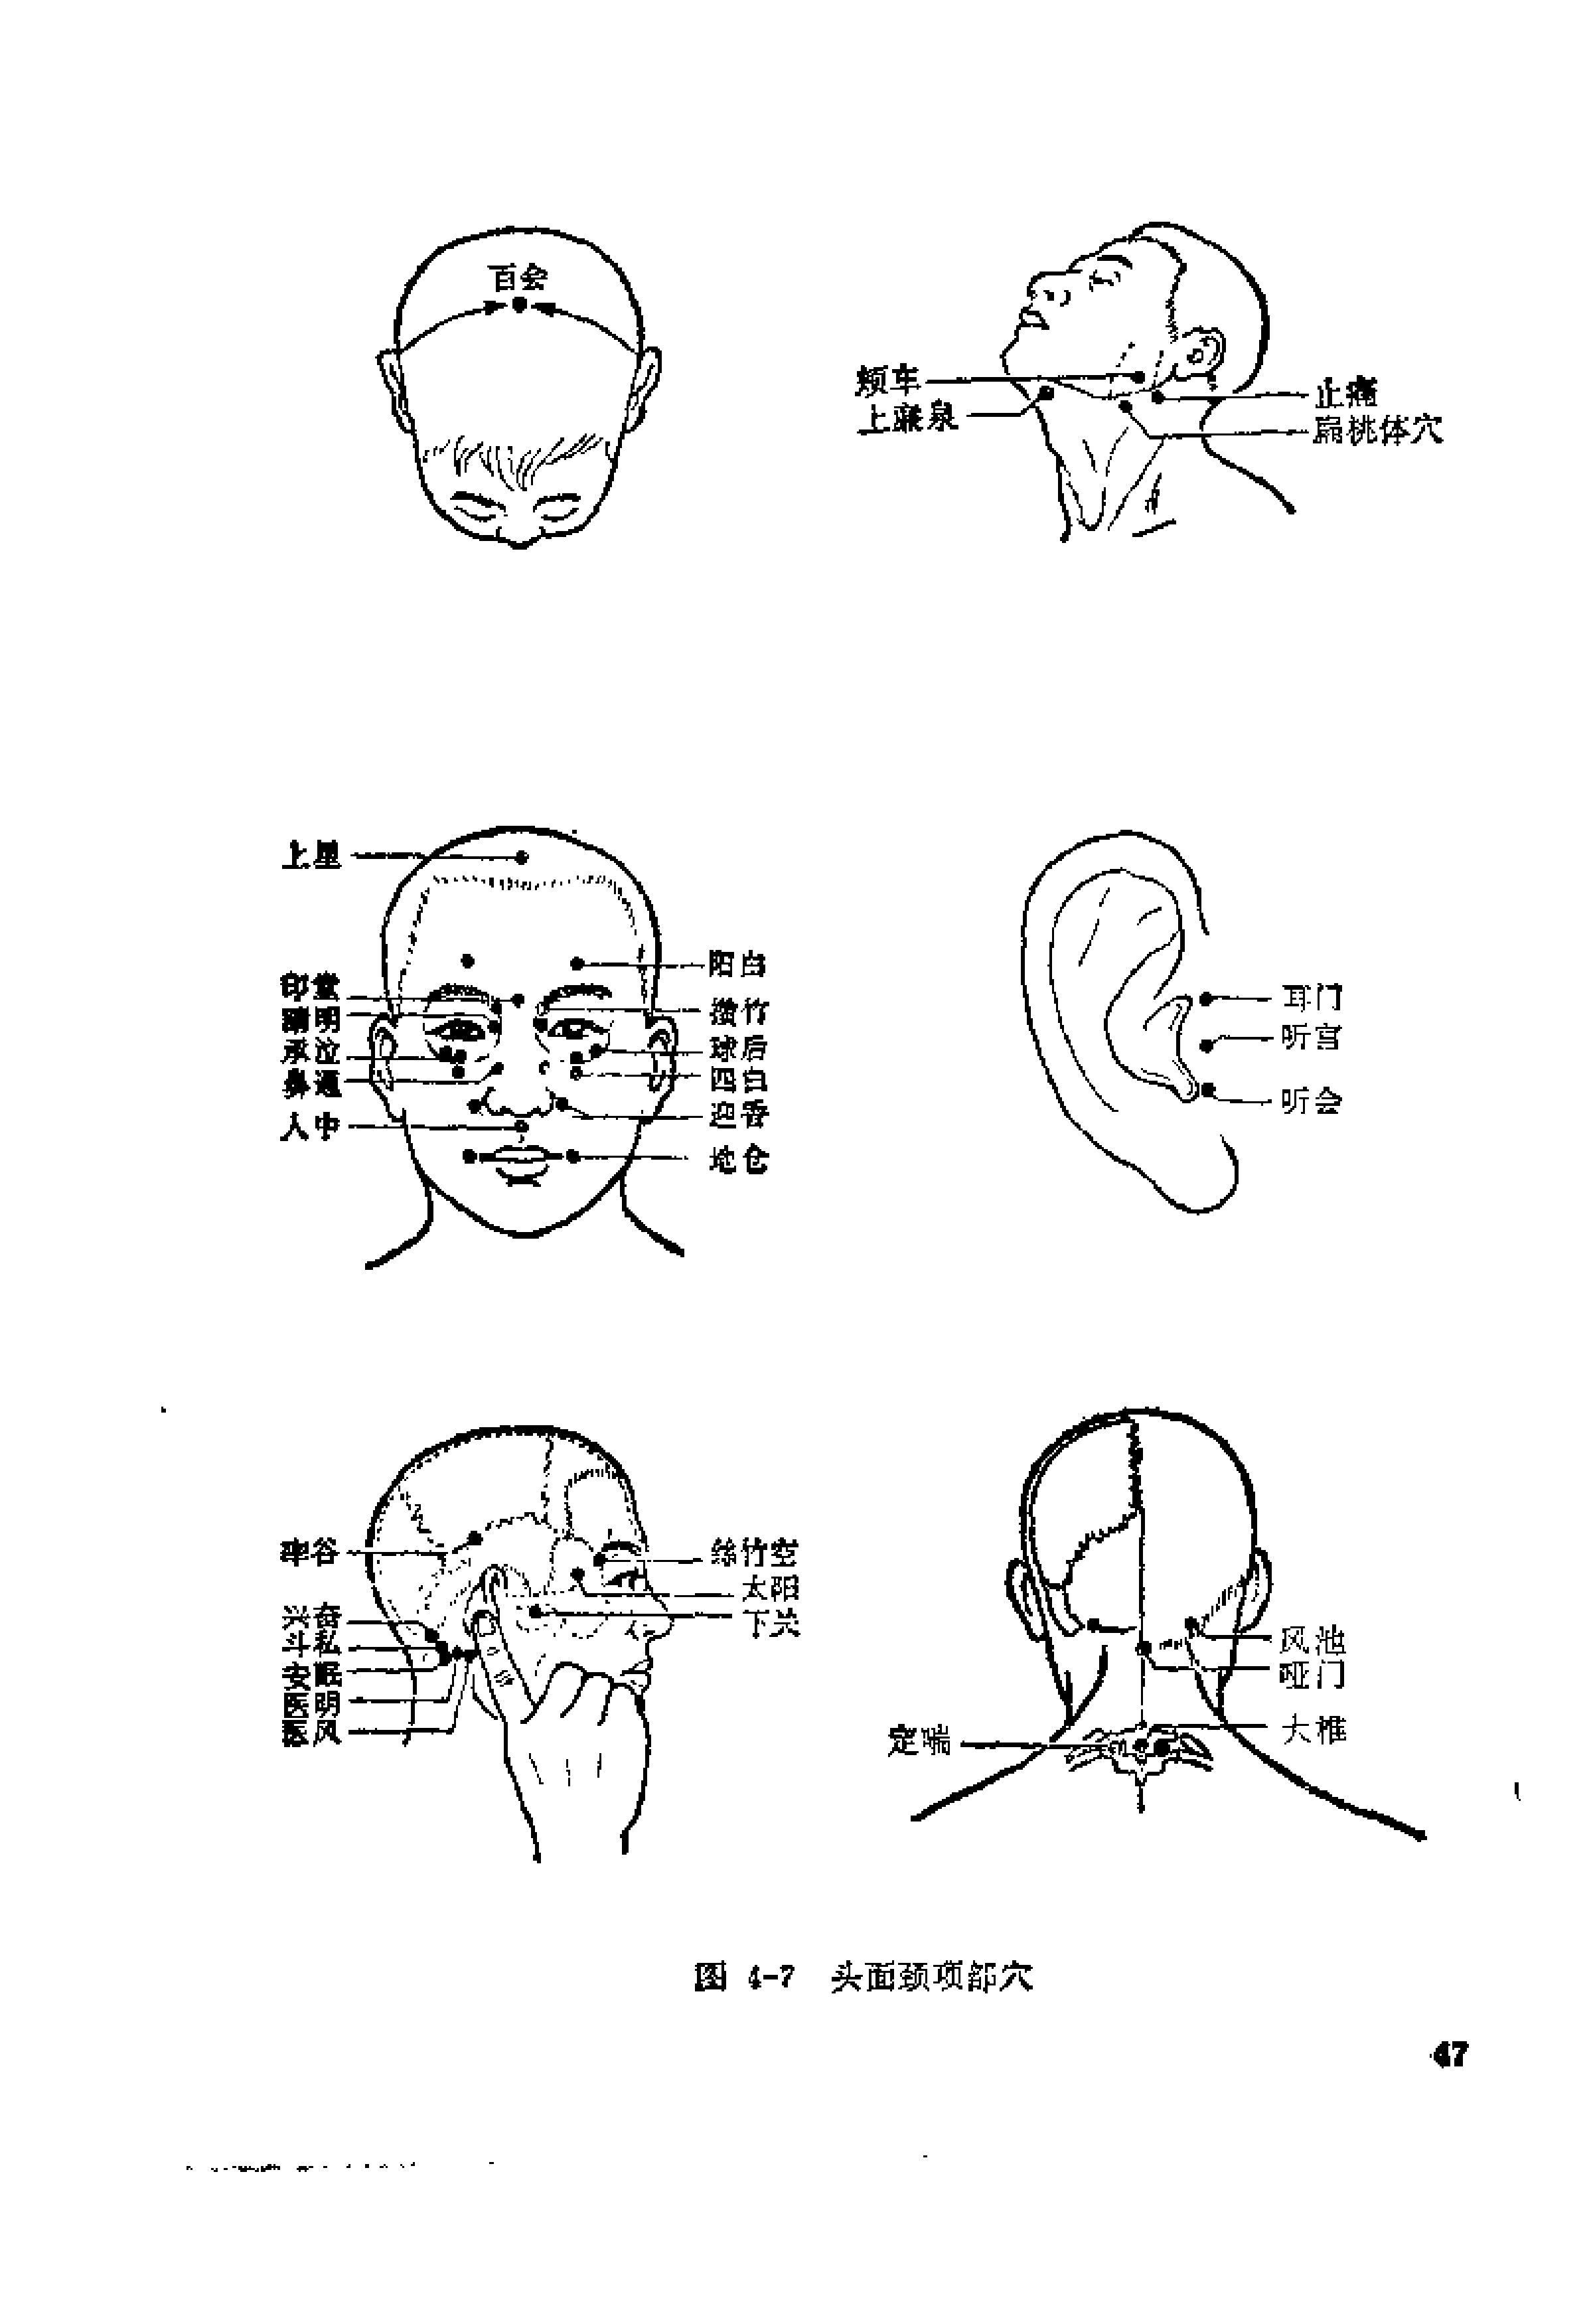 百会
颊车
上廉泉
止痛
扁桃体穴
上星
印堂
睛明
承泣
鼻通
人中
阳白
攒竹
球后
四白
迎香
地仓
耳门
听宫
听会
率谷
兴奋
斗私
安眠
医明
医风
丝竹空
太阳
下关
风池
哑门
大椎
定喘
图 4-7 头面颈项部穴
47